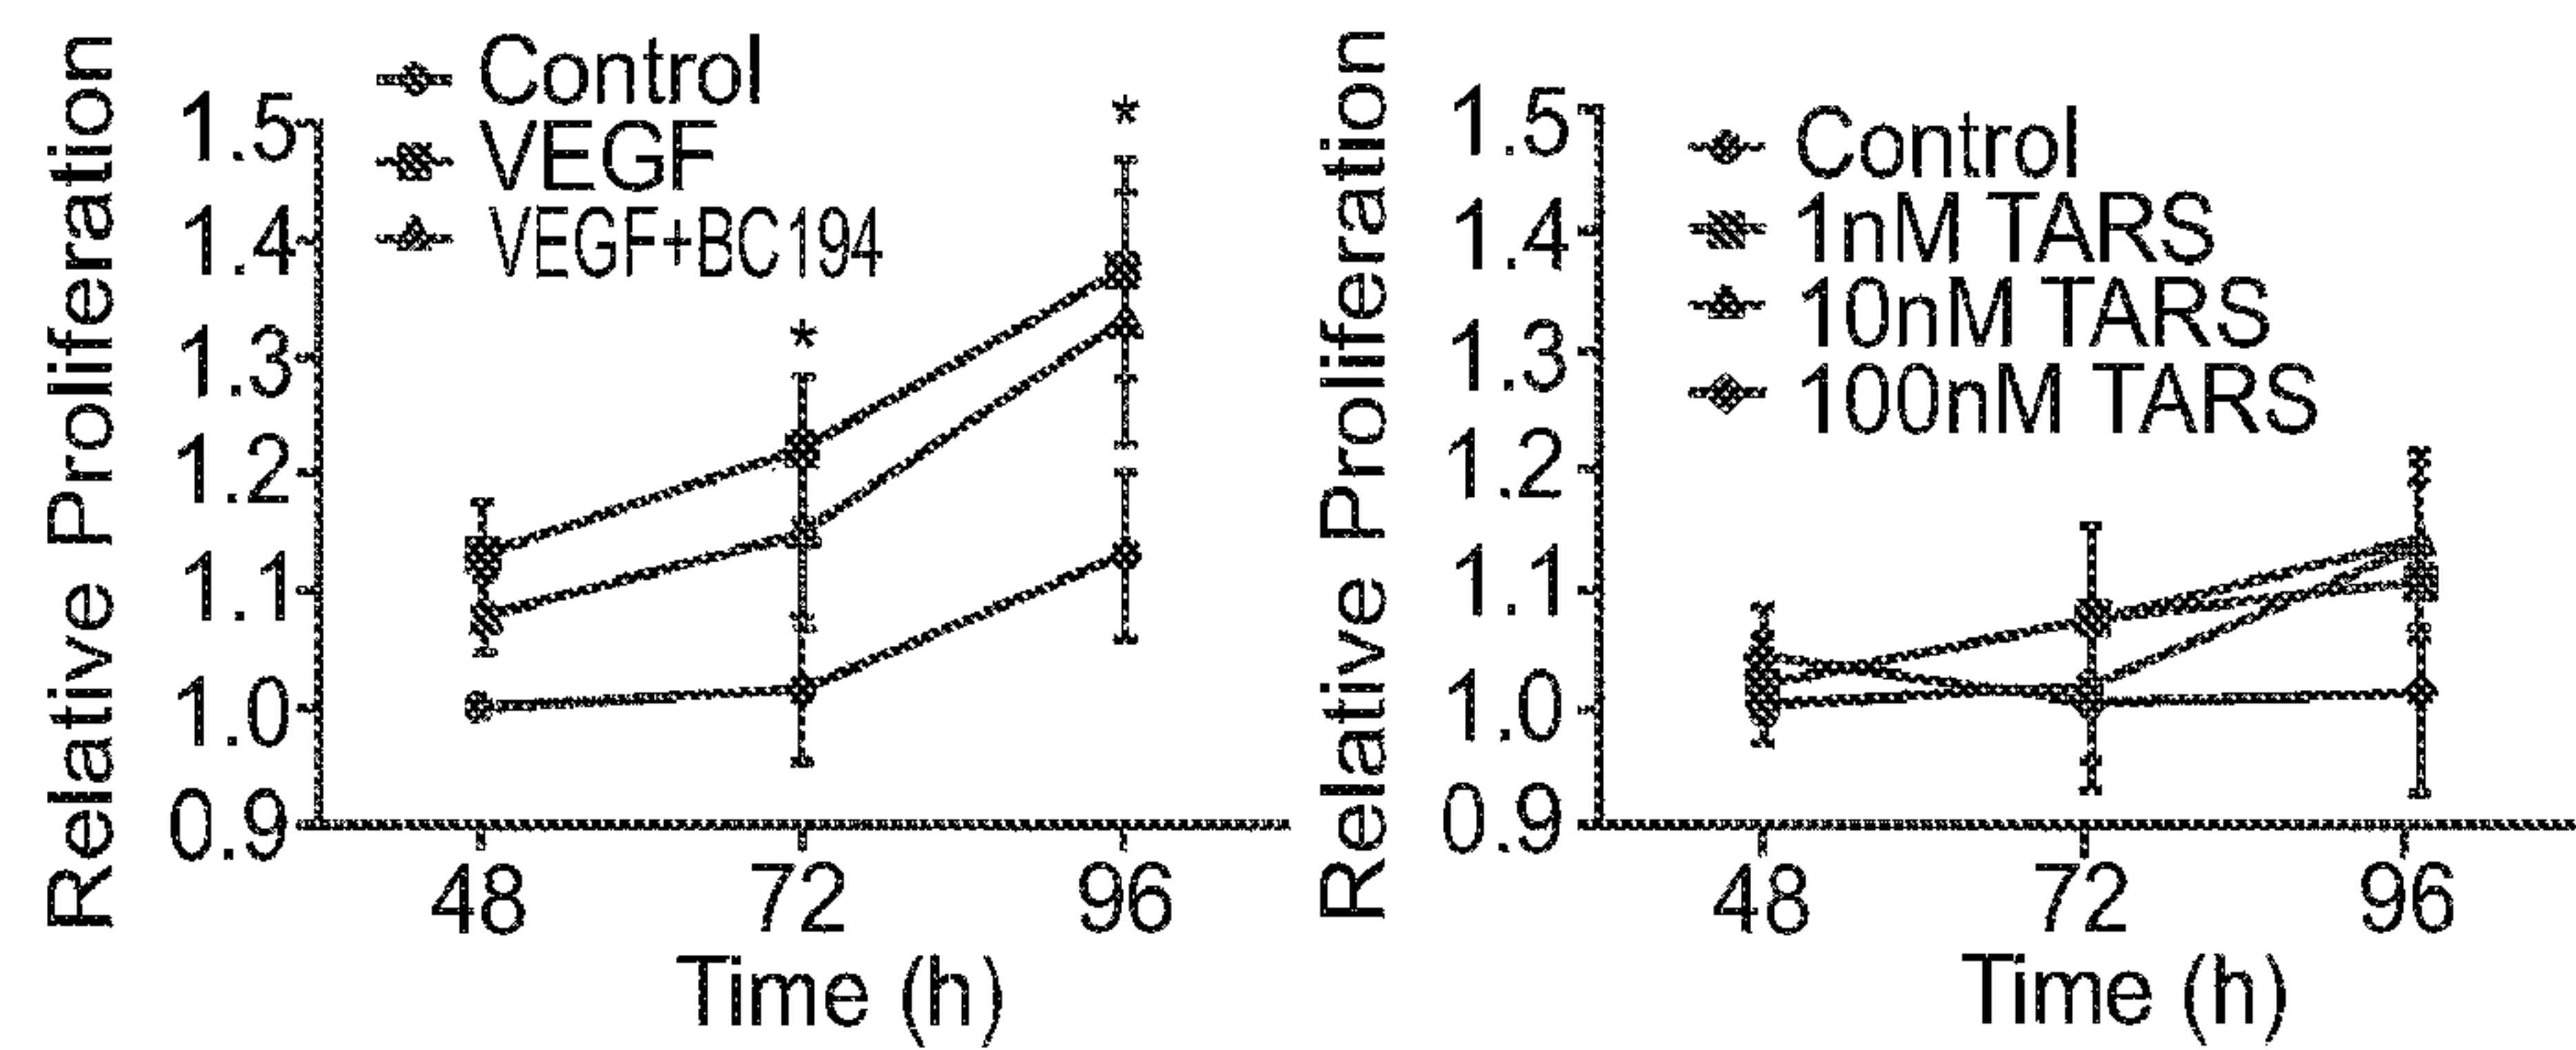 Relative Proliferation
Control
VEGF
VEGF+BC194
*
*
1.5
1.4
1.3
1.2
1.1
1.0
0.9
48 72 96
Time (h)
Relative Proliferation
Control
1nM TARS
10nM TARS
100nM TARS
1.5
1.4
1.3
1.2
1.1
1.0
0.9
48 72 96
Time (h)